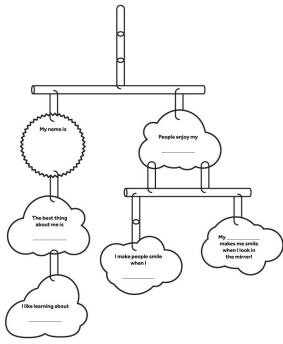 My name is
People enjoy my
The best thing
about me is
I make people smile
when I
My
makes me smile
when I look in
the mirror!
I like learning about